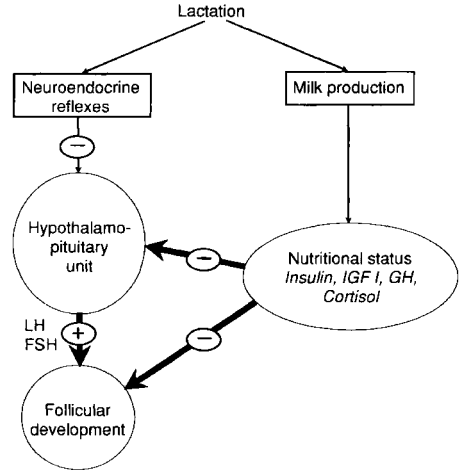 Lactation
Neuroendocrine
reflexes
Milk production
−
Hypothalamo-
pituitary
unit
−
Nutritional status
Insulin, IGF I, GH,
Cortisol
LH
FSH
+
−
Follicular
development